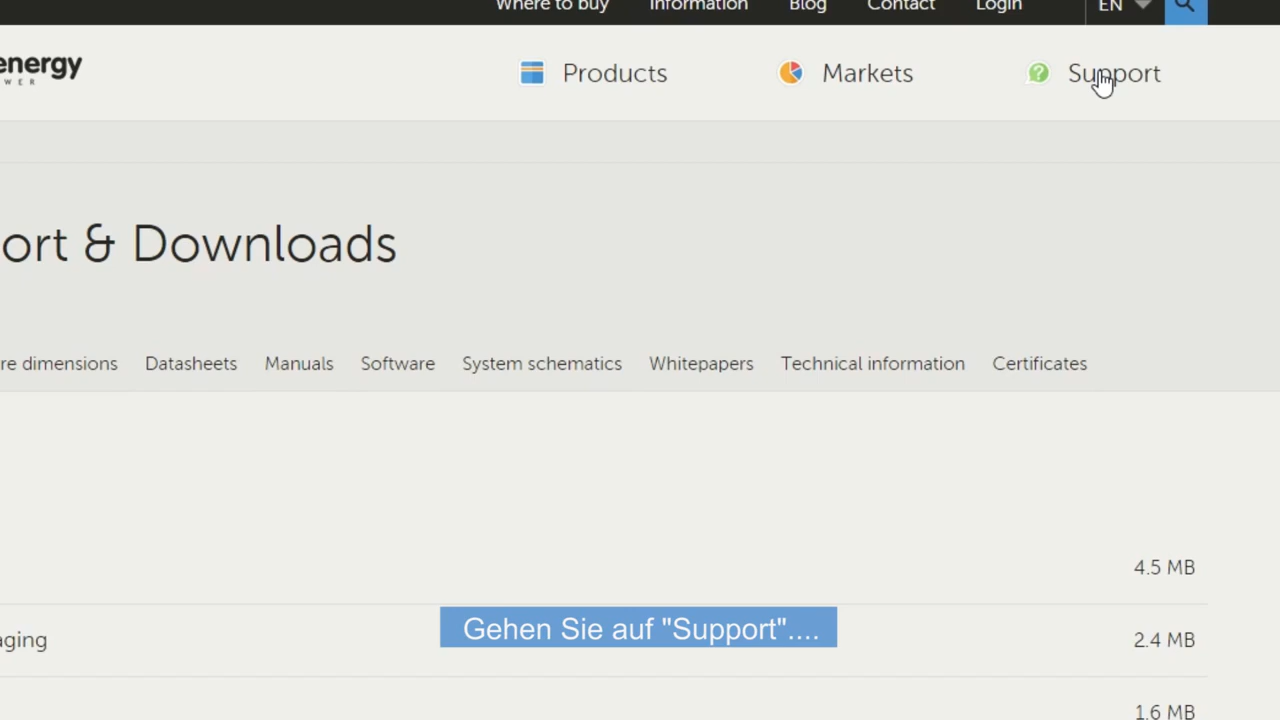 Where to buy Information Blog Contact Login EN
energy
WER
Products Markets Support
ort & Downloads
re dimensions Datasheets Manuals Software System schematics Whitepapers Technical information Certificates
4.5 MB
Gehen Sie auf "Support"....
aging 2.4 MB
1.6 MB